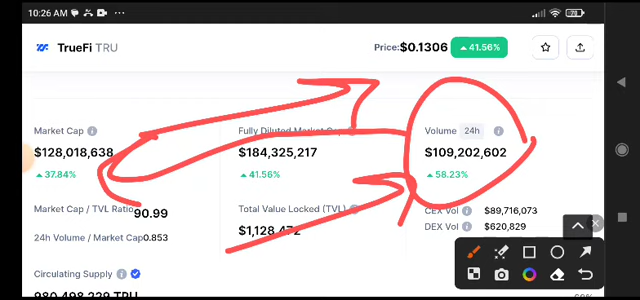 10:26 AM
78
TrueFi TRU
Price:$0.1306
41.56%
Market Cap
Fully Diluted Market Cap
Volume 24h
$128,018,638
$184,325,217
$109,202,602
37.84%
41.56%
58.23%
Market Cap / TVL Ratio 90.99
Total Value Locked (TVL)
$1,128,472
CEX Vol $89,716,073
DEX Vol $620,829
24h Volume / Market Cap 0.853
Circulating Supply
980,498,229 TRU